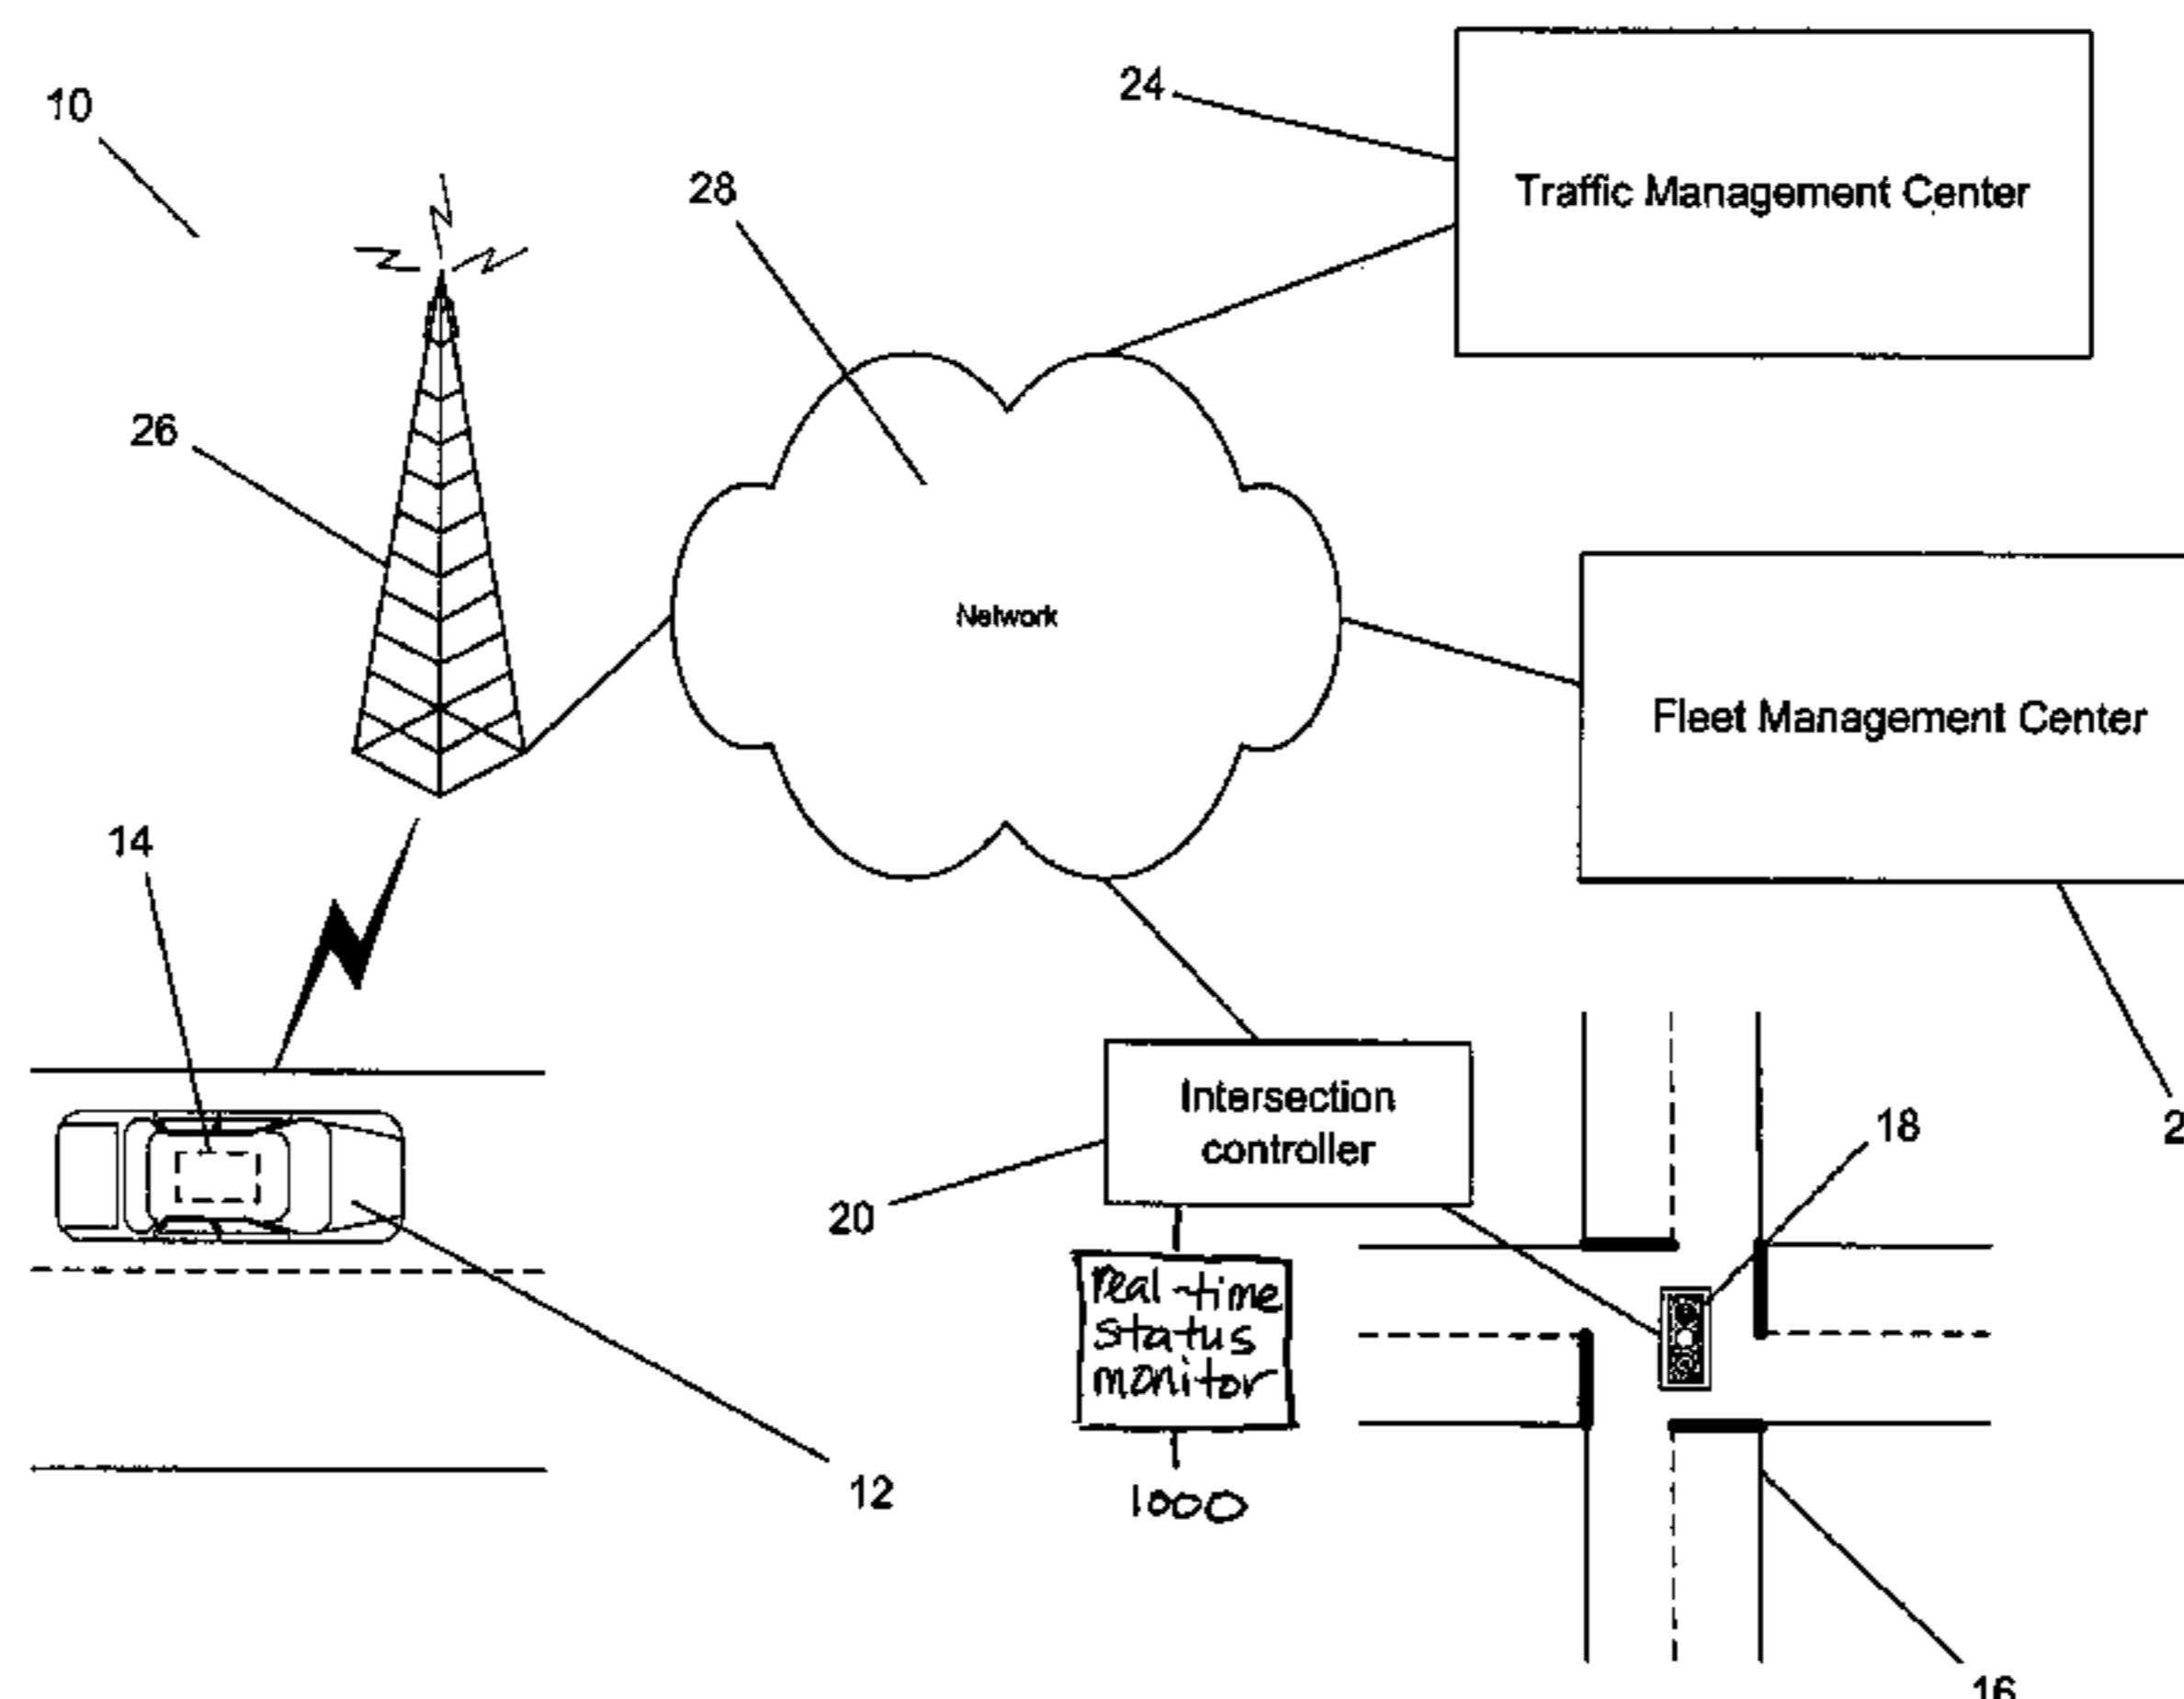 10
24
Traffic Management Center
28
26
Network
Fleet Management Center
14
Intersection
controller
18
20
real-time
status
monitor
12
1000
16